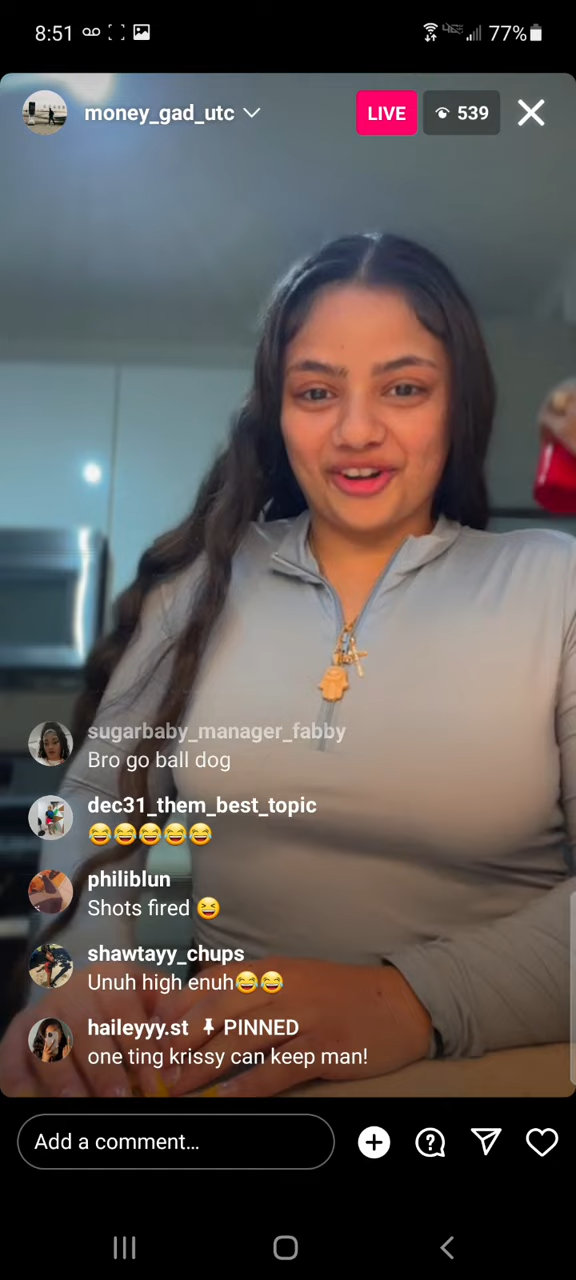 8:51
77%
money_gad_utc
LIVE
539
sugarbaby_manager_fabby
Bro go ball dog
dec31_them_best_topic
😂😂😂😂😂
philiblun
Shots fired 😆
shawtayy_chups
Unuh high enuh😂😂
haileyyy.st PINNED
one ting krissy can keep man!
Add a comment...